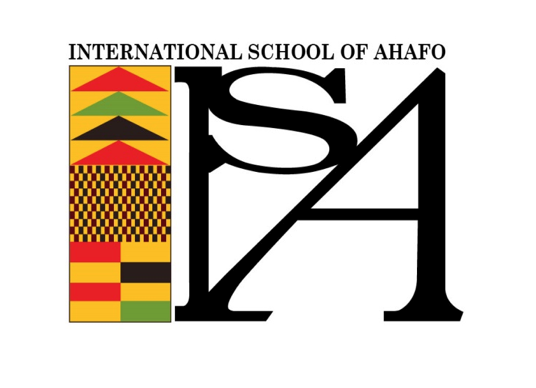 INTERNATIONAL SCHOOL OF AHAFO
ISA